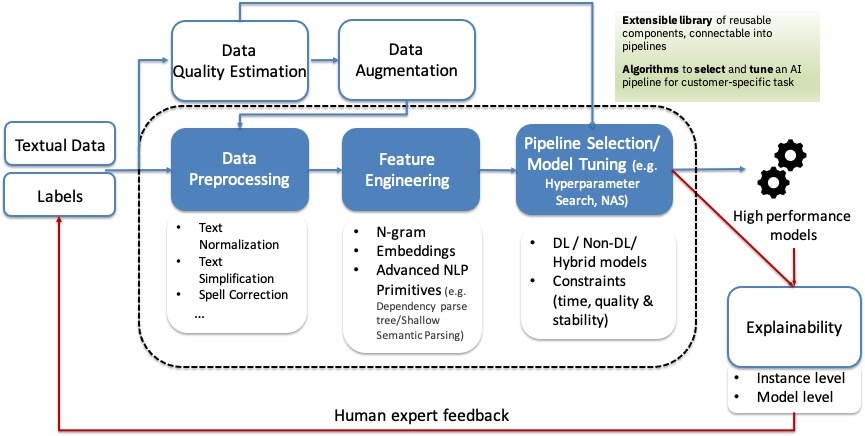 Data
Quality Estimation
Data
Augmentation
Extensible library of reusable
components, connectable into
pipelines
Algorithms to select and tune an AI
pipeline for customer-specific task
Textual Data
Labels
Data
Preprocessing
Feature
Engineering
Pipeline Selection/
Model Tuning (e.g.
Hyperparameter
Search, NAS)
• Text
Normalization
• Text
Simplification
• Spell Correction
...
• N-gram
• Embeddings
• Advanced NLP
Primitives (e.g.
Dependency parse
tree/Shallow
Semantic Parsing)
• DL / Non-DL/
Hybrid models
• Constraints
(time, quality &
stability)
High performance
models
Explainability
• Instance level
• Model level
Human expert feedback